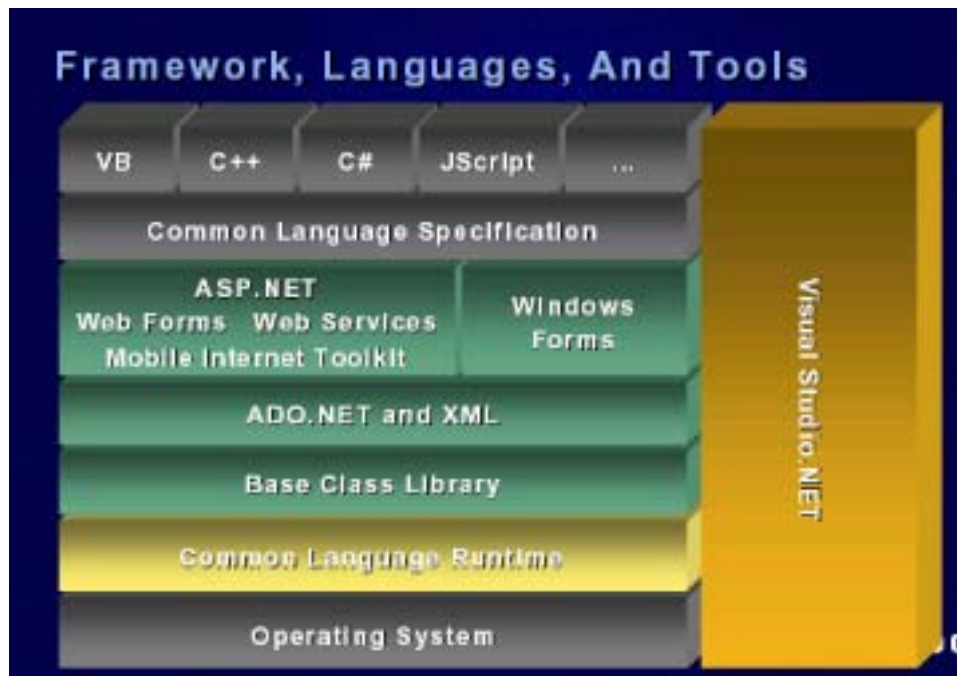 Framework, Languages, And Tools
VB C++ C# JScript ...
Common Language Specification
ASP.NET
Web Forms Web Services
Mobile Internet Toolkit
Windows
Forms
ADO.NET and XML
Base Class Library
Common Language Runtime
Operating System
Visual Studio.NET